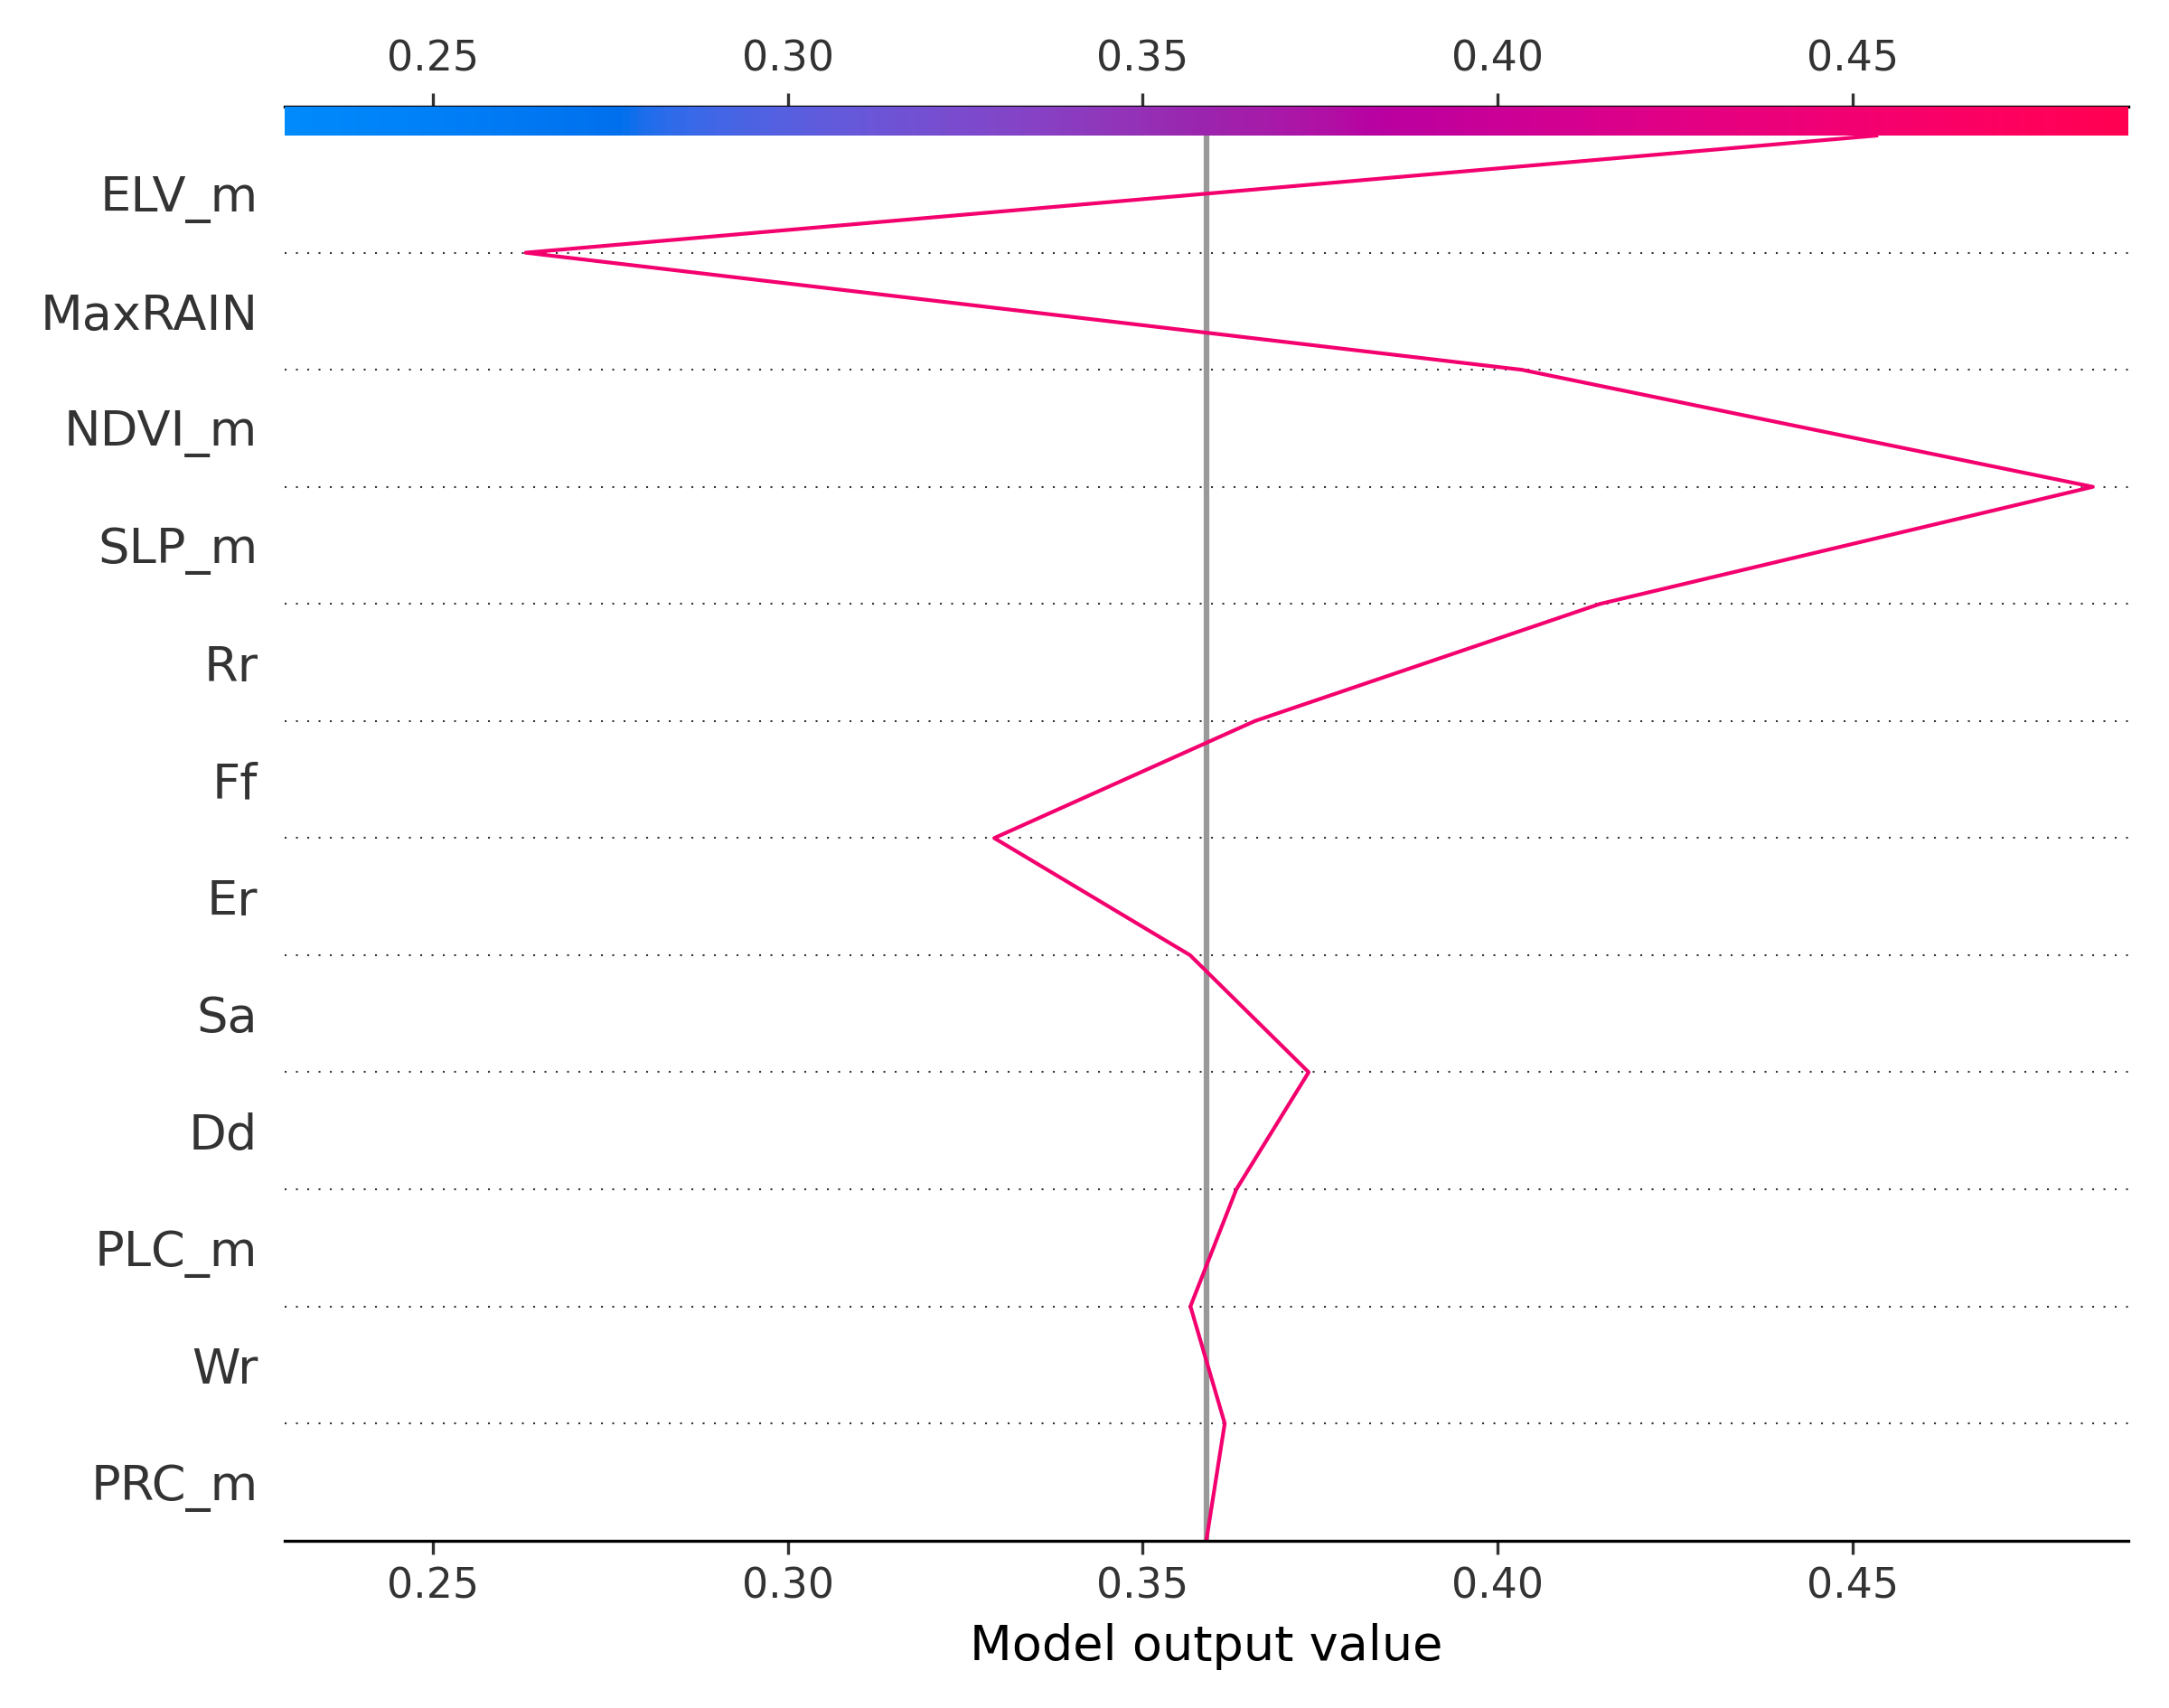 0.25 0.30 0.35 0.40 0.45
ELV_m
MaxRAIN
NDVI_m
SLP_m
Rr
Ff
Er
Sa
Dd
PLC_m
Wr
PRC_m
0.25 0.30 0.35 0.40 0.45
Model output value